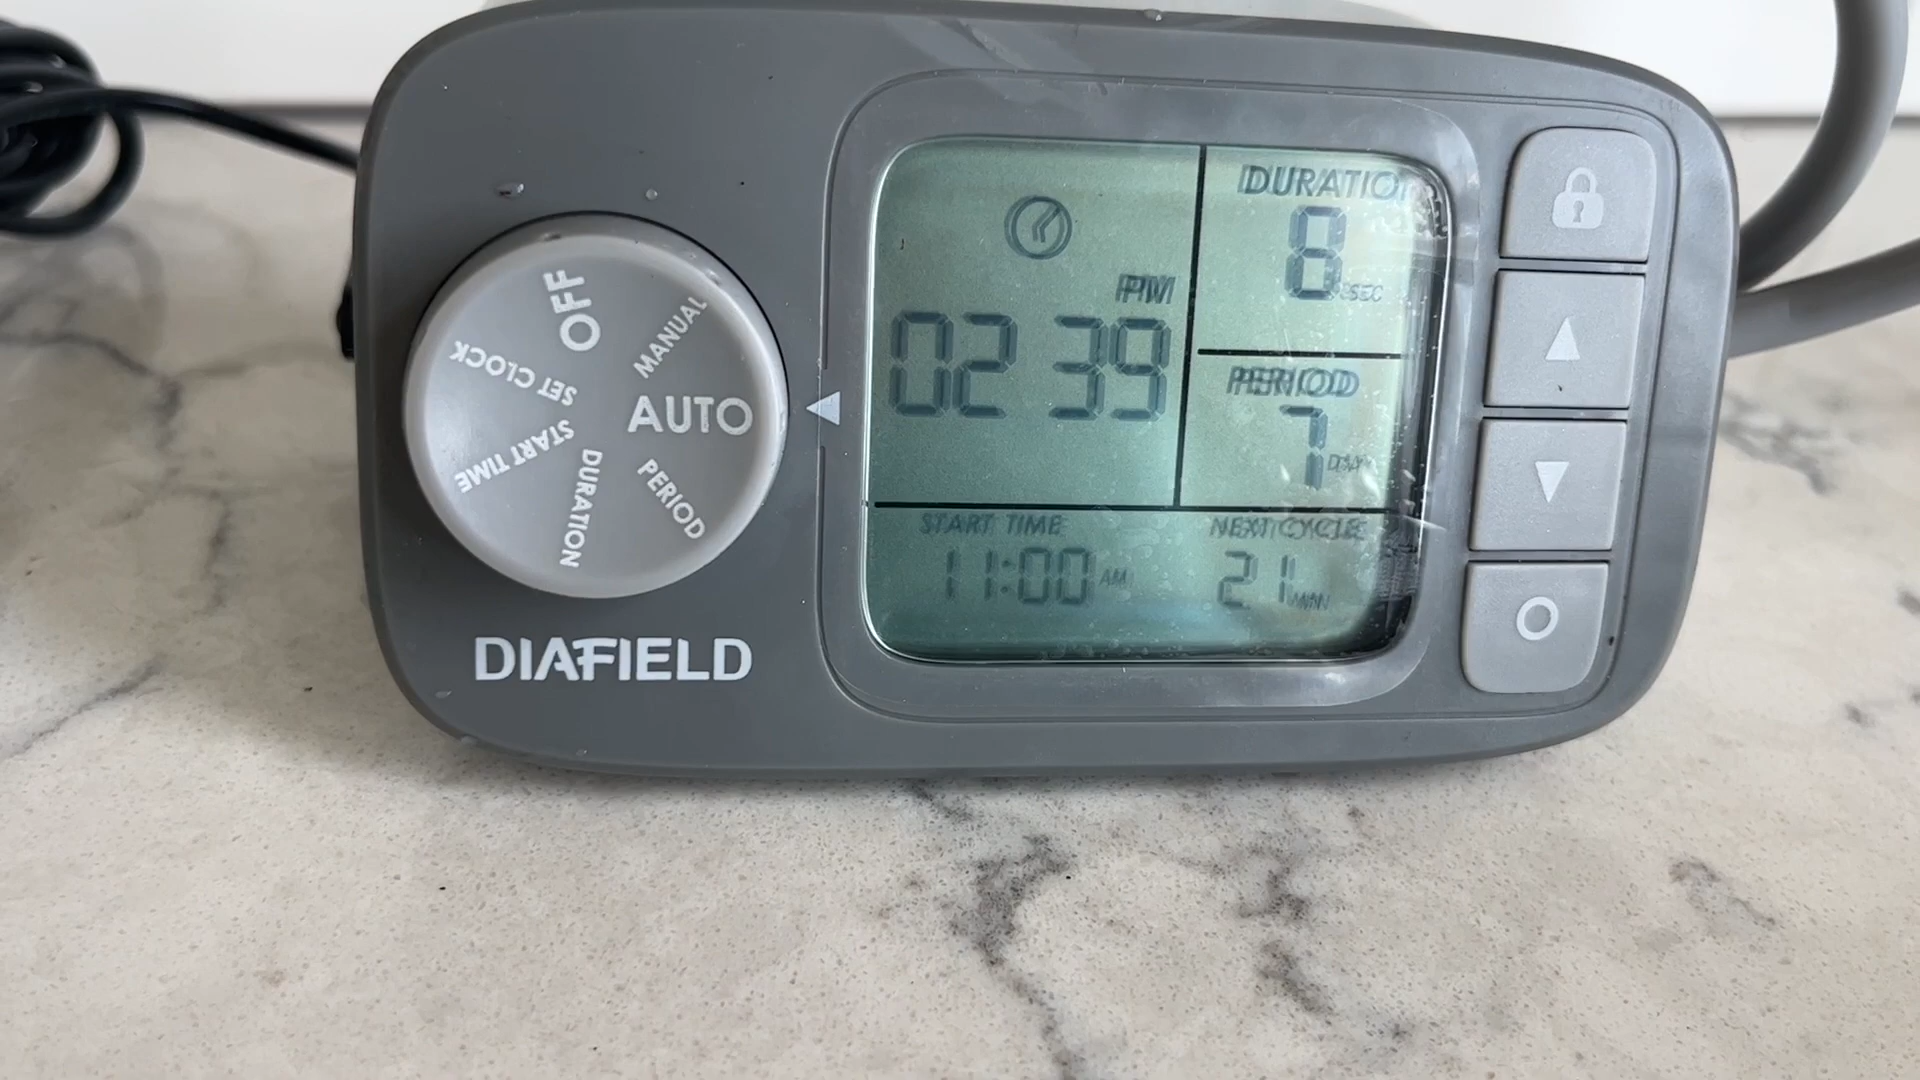 OFF
MANUAL
AUTO
PERIOD
DURATION
START TIME
SET CLOCK
DIAFIELD
PM
02 39
DURATION
8 SEC
PERIOD
7 DAY
START TIME
11:00 AM
NEXT CYCLE
21 MIN